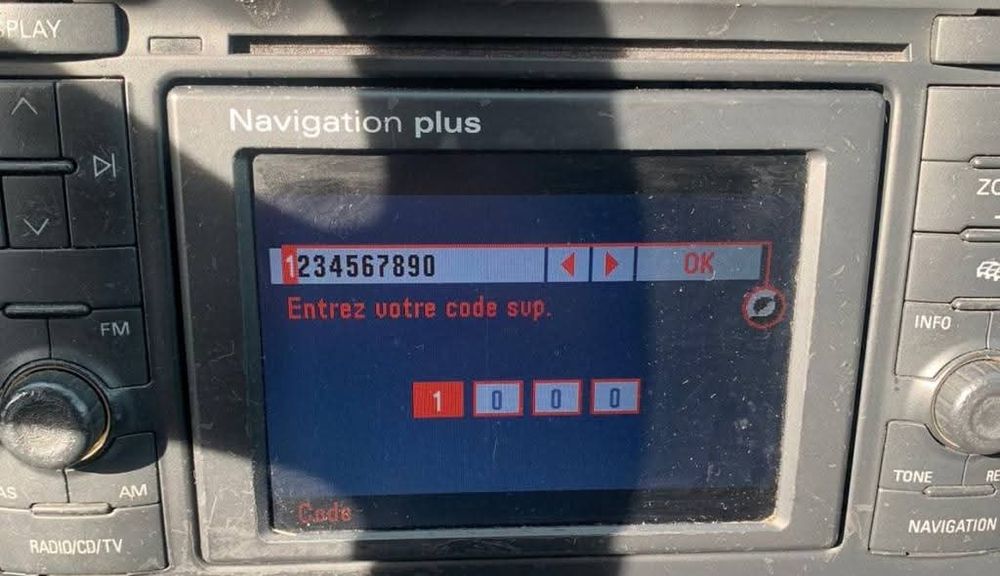 Navigation plus
1234567890 OK
Entrez votre code svp.
1 0 0 0
Code
FM
AM
RADIO/CD/TV
INFO
TONE
NAVIGATION